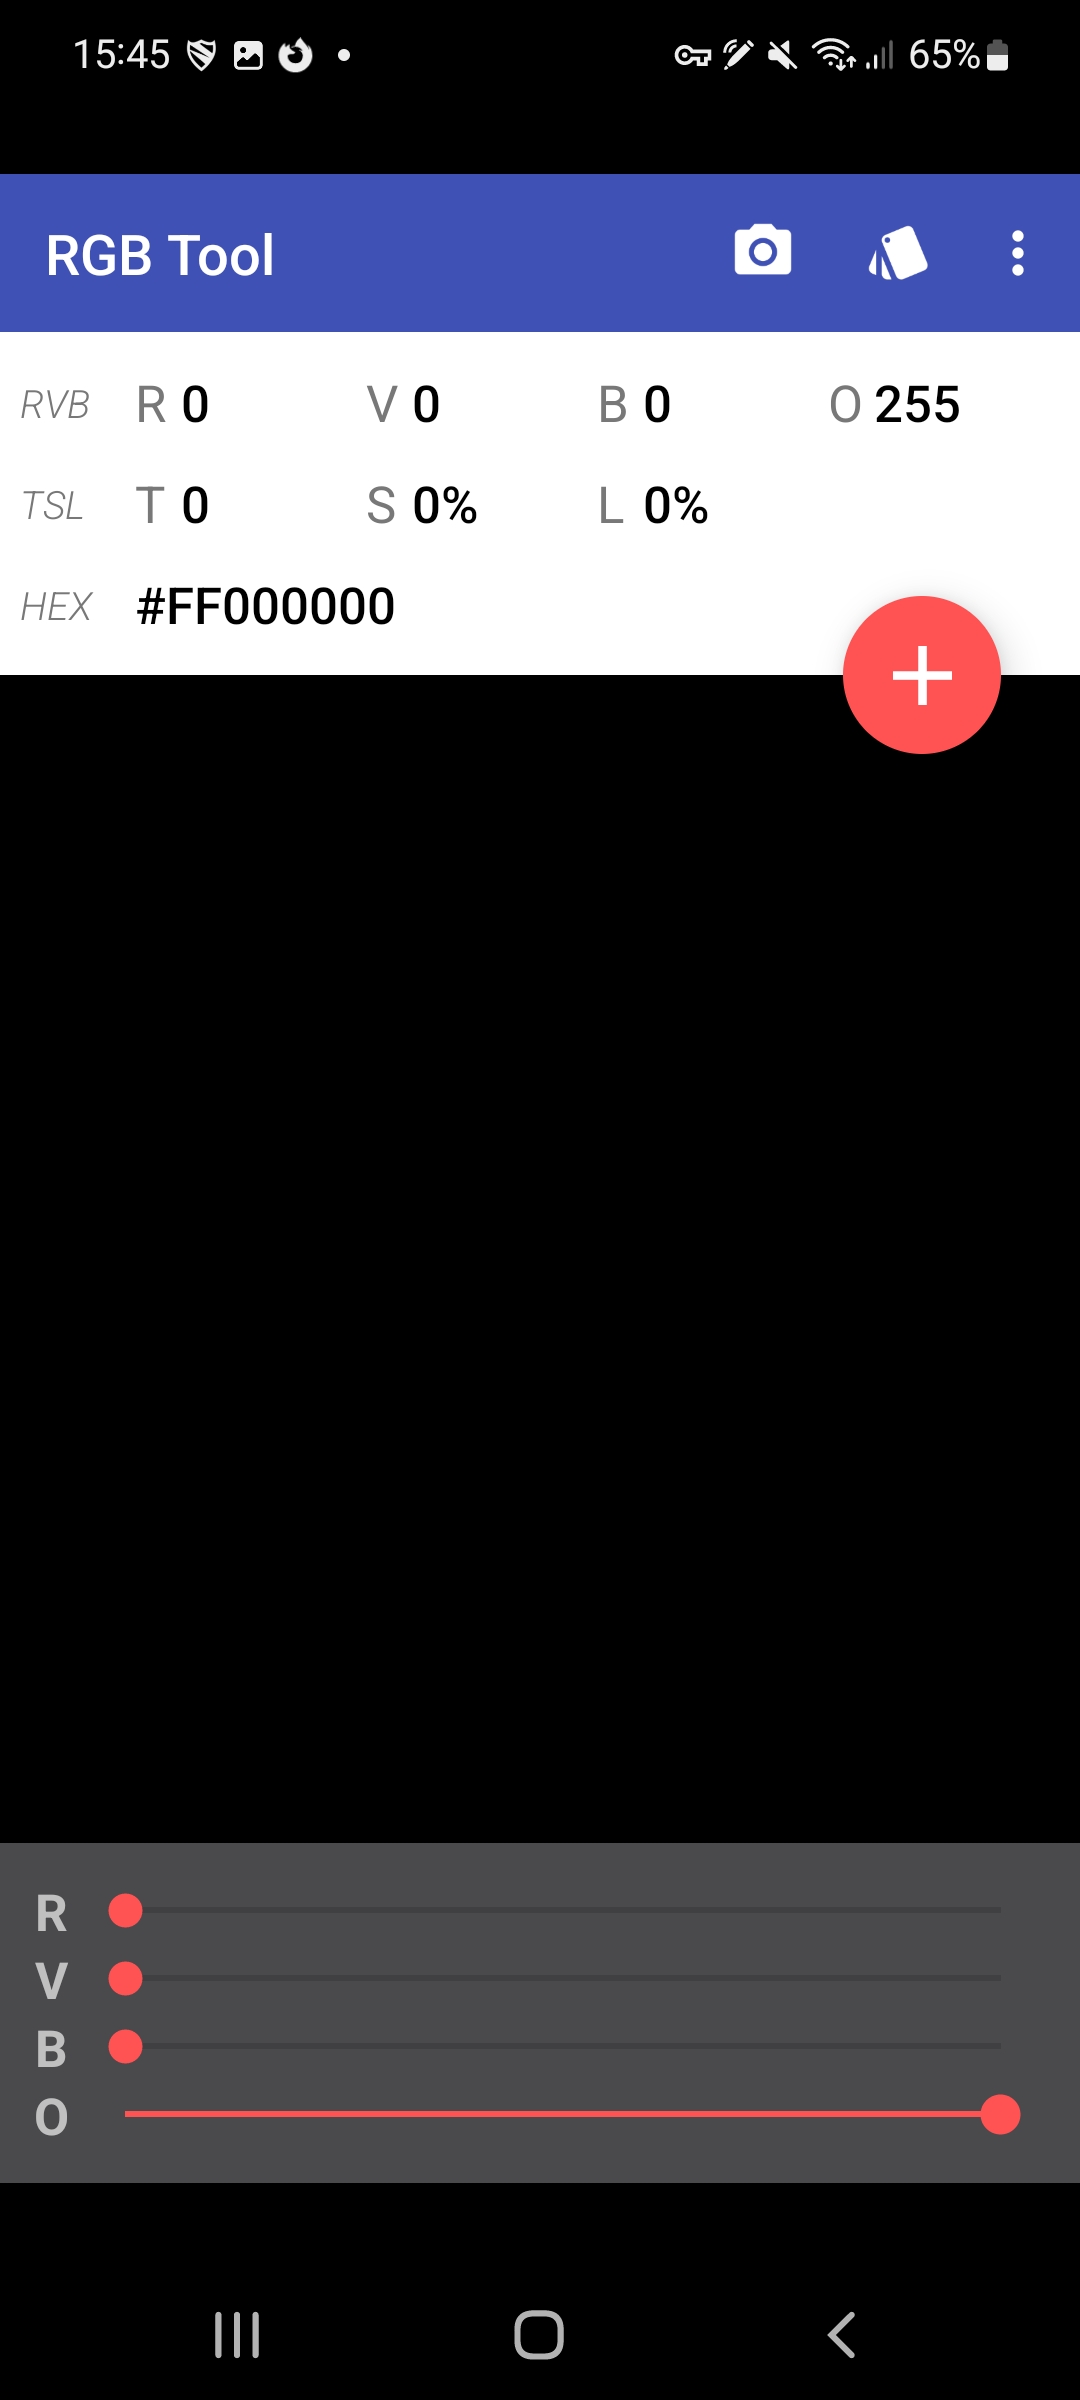 15:45 65%
RGB Tool
RVB R 0 V 0 B 0 O 255
TSL T 0 S 0% L 0%
HEX #FF000000
R
V
B
O